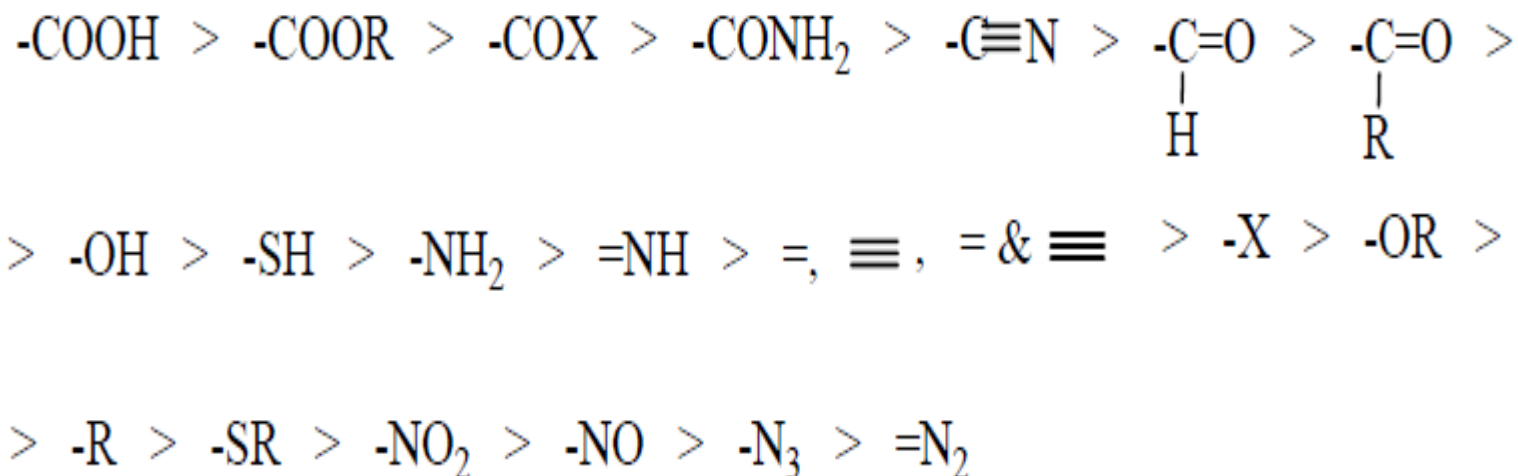 -COOH > -COOR > -COX > -CONH₂ > -C≡N > -C=O > -C=O >
H R
> -OH > -SH > -NH₂ > =NH > =, ≡, = & ≡ > -X > -OR >
> -R > -SR > -NO₂ > -NO > -N₃ > =N₂